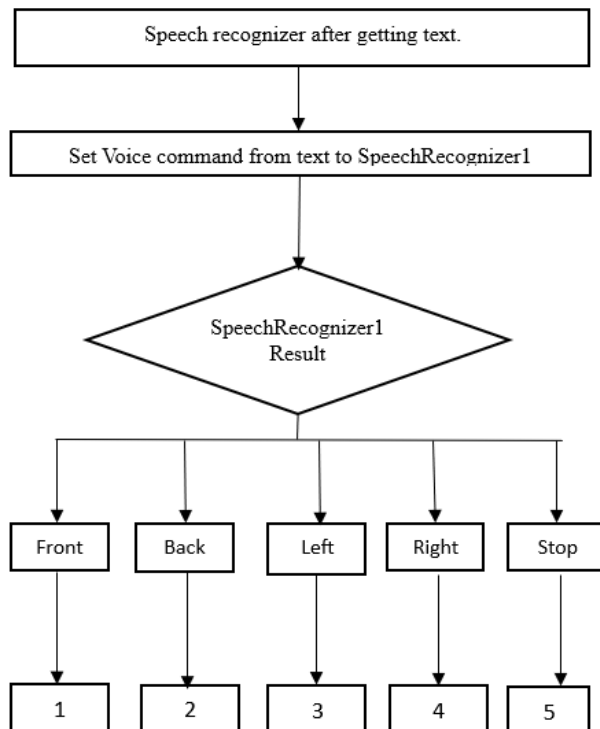 Speech recognizer after getting text.
Set Voice command from text to SpeechRecognizer1
SpeechRecognizer1
Result
Front
Back
Left
Right
Stop
1
2
3
4
5